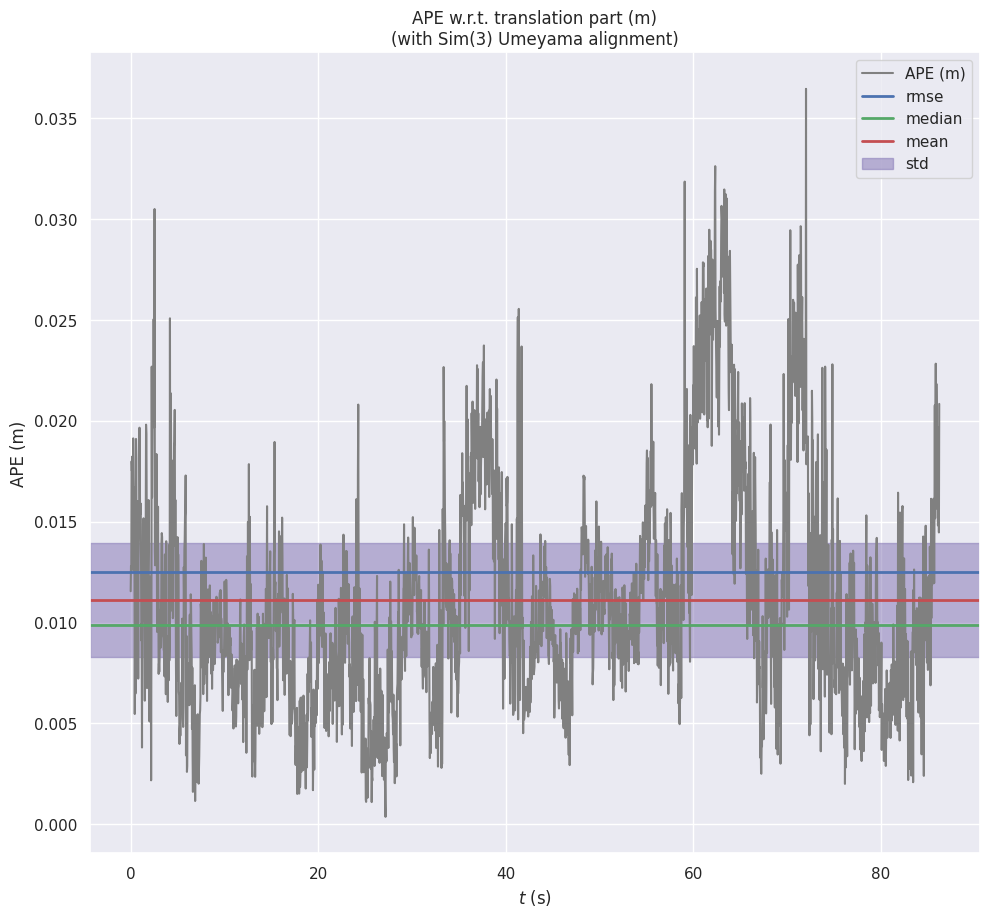 APE w.r.t. translation part (m)
(with Sim(3) Umeyama alignment)
APE (m)
rmse
median
mean
std
APE (m)
0.035
0.030
0.025
0.020
0.015
0.010
0.005
0.000
0 20 40 60 80
t (s)